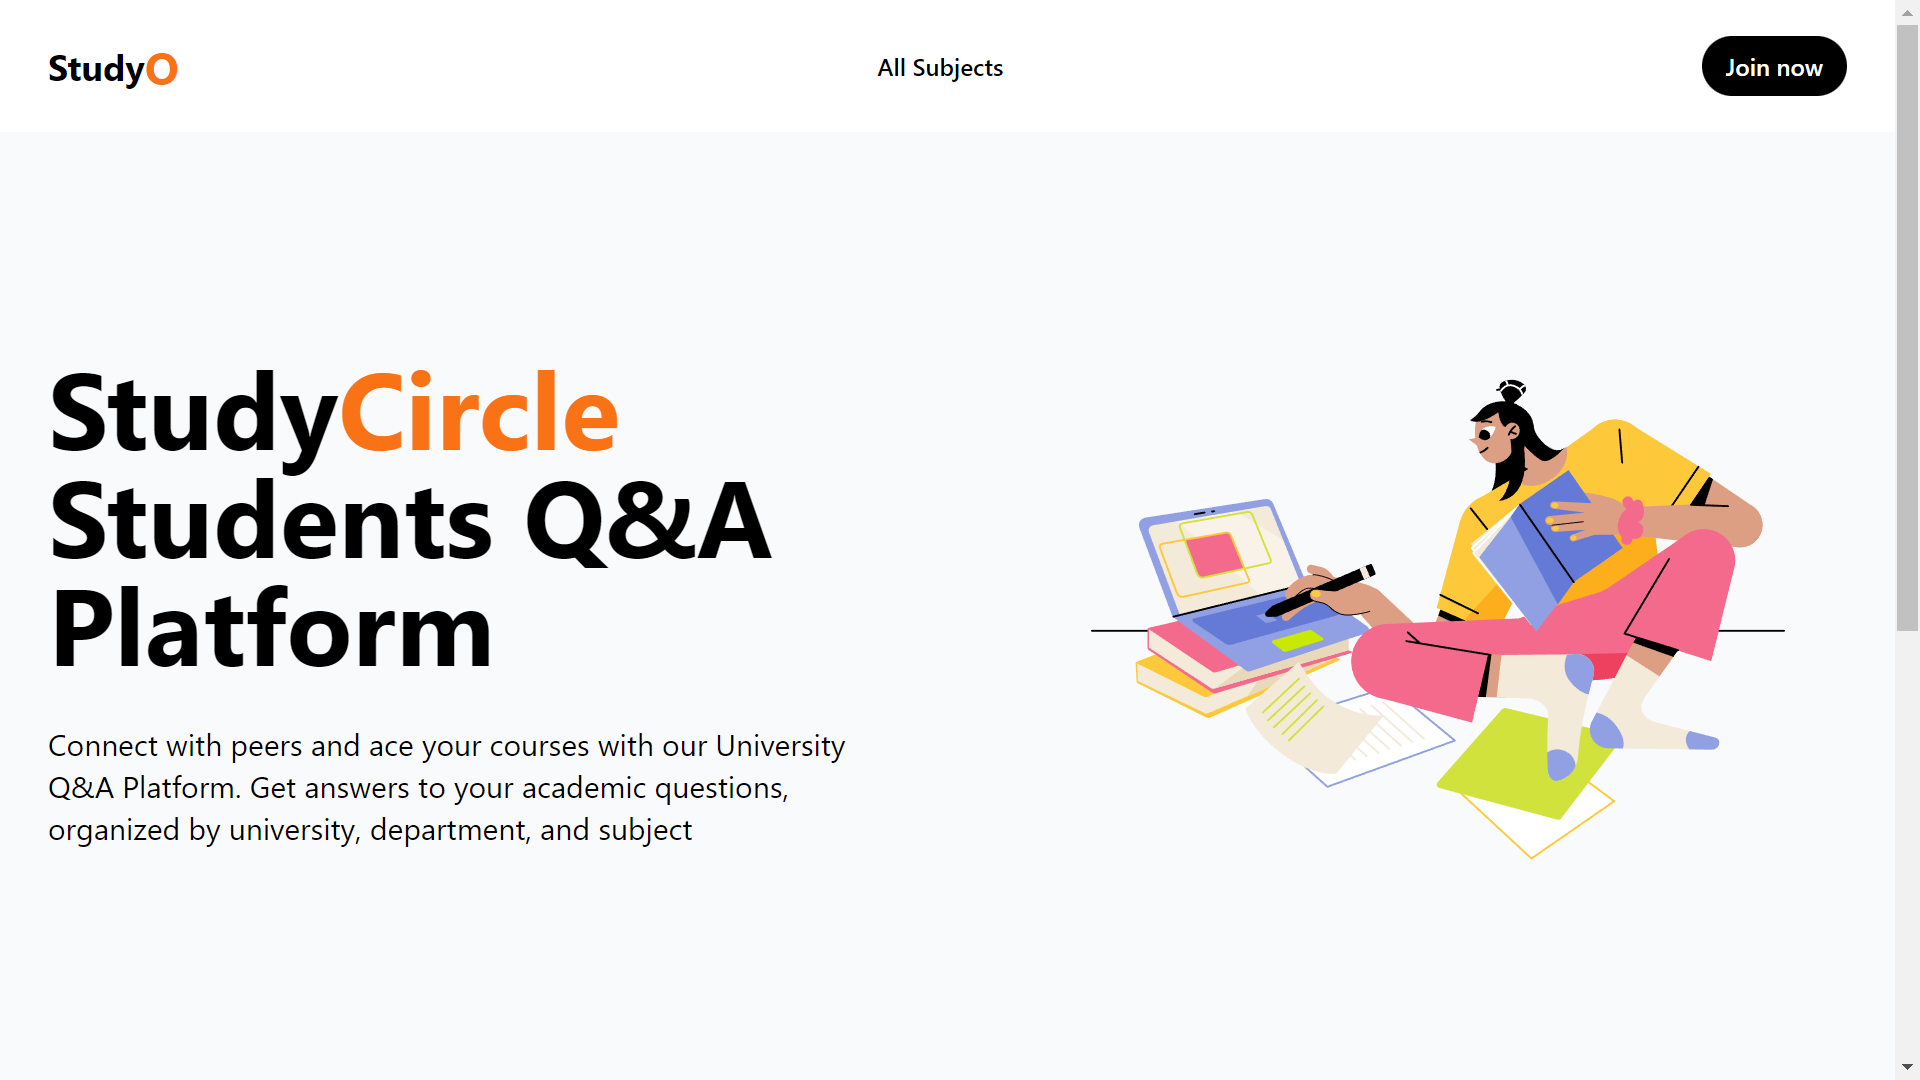 StudyO
All Subjects
Join now
StudyCircle
Students Q&A
Platform
Connect with peers and ace your courses with our University
Q&A Platform. Get answers to your academic questions,
organized by university, department, and subject